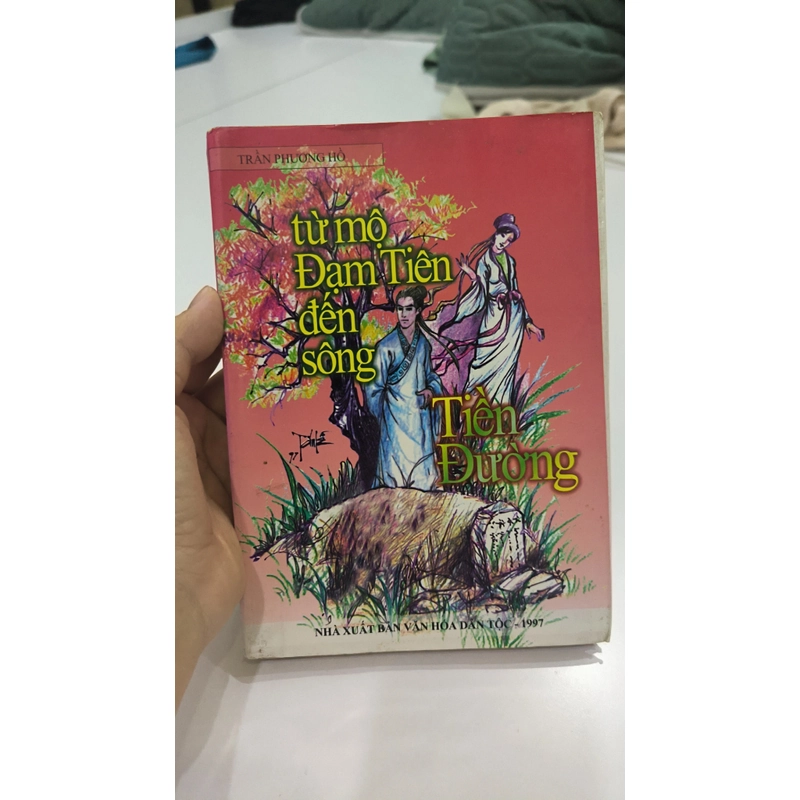 TRẦN PHƯƠNG HỒ
từ mộ
Đạm Tiên
đến
sông
Tiền
Đường
97
NHÀ XUẤT BẢN VĂN HÓA DÂN TỘC - 1997